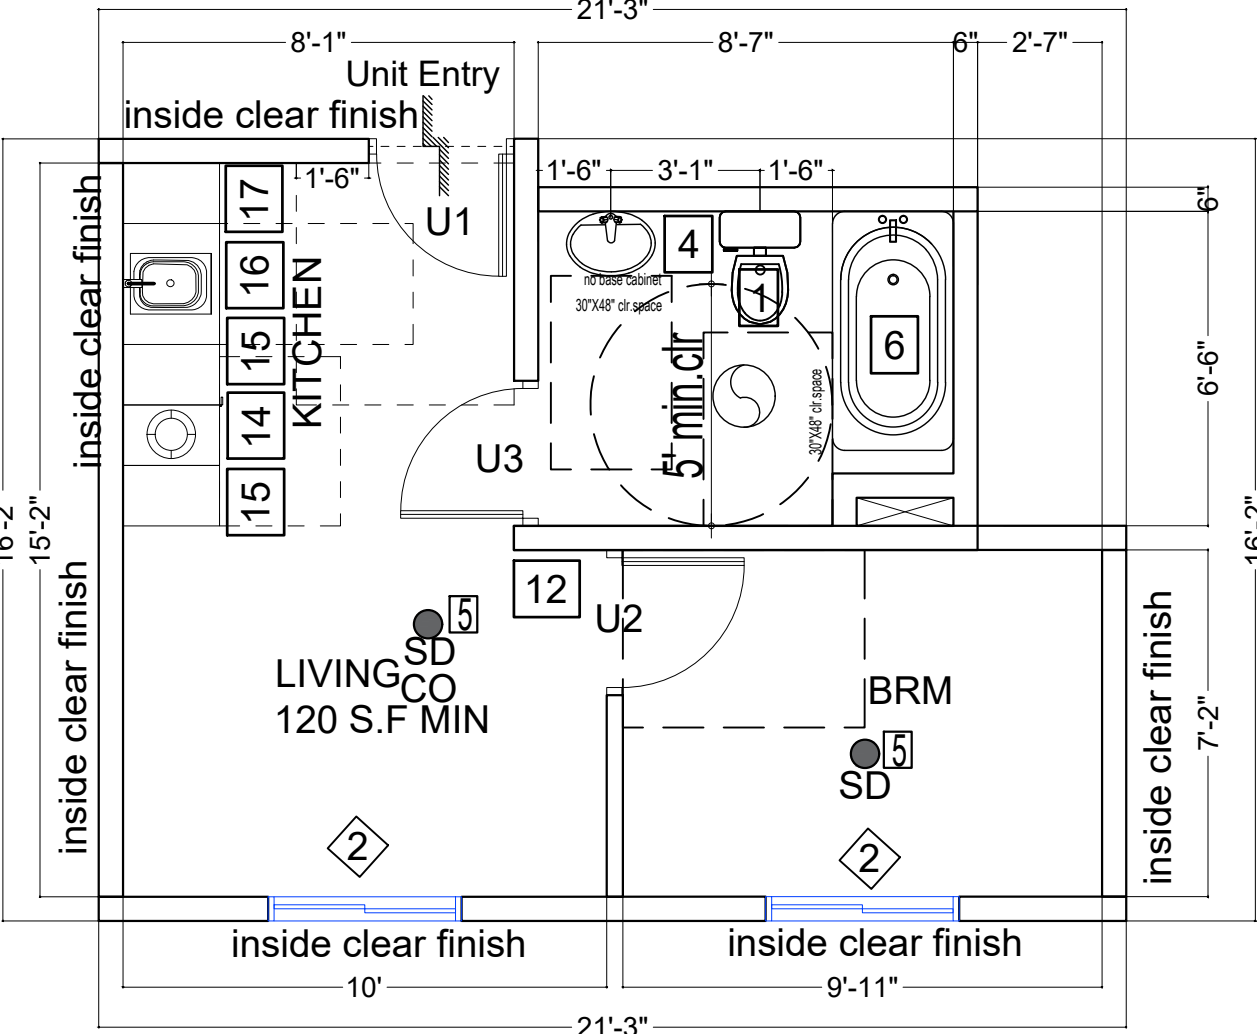 21'-3"
8'-1"
8'-7"
6"
2'-7"
Unit Entry
inside clear finish
1'-6"
1'-6"
3'-1"
1'-6"
6"
17
U1
4
16
no base cabinet
30"X48" clr.space
1
KITCHEN
inside clear finish
15
6
6'-6"
5' min.clr
30"X48" clr.space
14
U3
15
16'-2"
15'-2"
16'-2"
12
U2
5
SD
LIVING
CO
120 S.F MIN
BRM
5
SD
7'-2"
inside clear finish
inside clear finish
2
2
inside clear finish
inside clear finish
10'
9'-11"
21'-3"